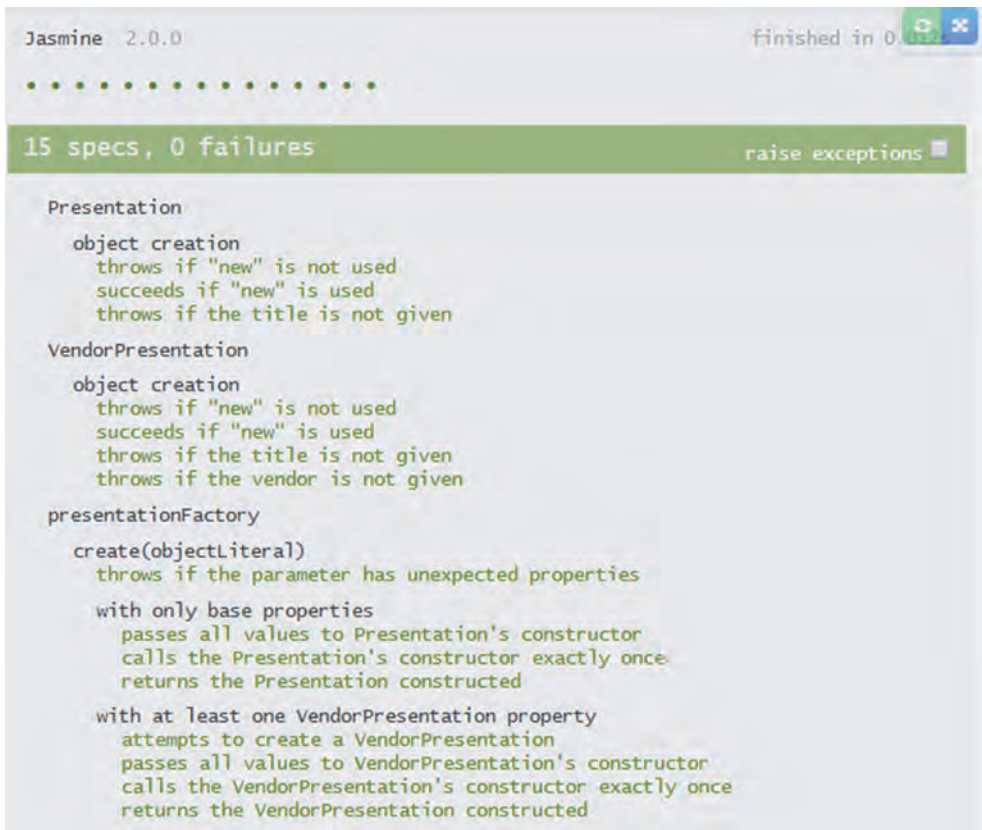 Jasmine 2.0.0
finished in 0.
15 specs, 0 failures
raise exceptions
Presentation
object creation
throws if "new" is not used
succeeds if "new" is used
throws if the title is not given
VendorPresentation
object creation
throws if "new" is not used
succeeds if "new" is used
throws if the title is not given
throws if the vendor is not given
presentationFactory
create(objectLiteral)
throws if the parameter has unexpected properties
with only base properties
passes all values to Presentation's constructor
calls the Presentation's constructor exactly once
returns the Presentation constructed
with at least one VendorPresentation property
attempts to create a VendorPresentation
passes all values to VendorPresentation's constructor
calls the VendorPresentation's constructor exactly once
returns the VendorPresentation constructed